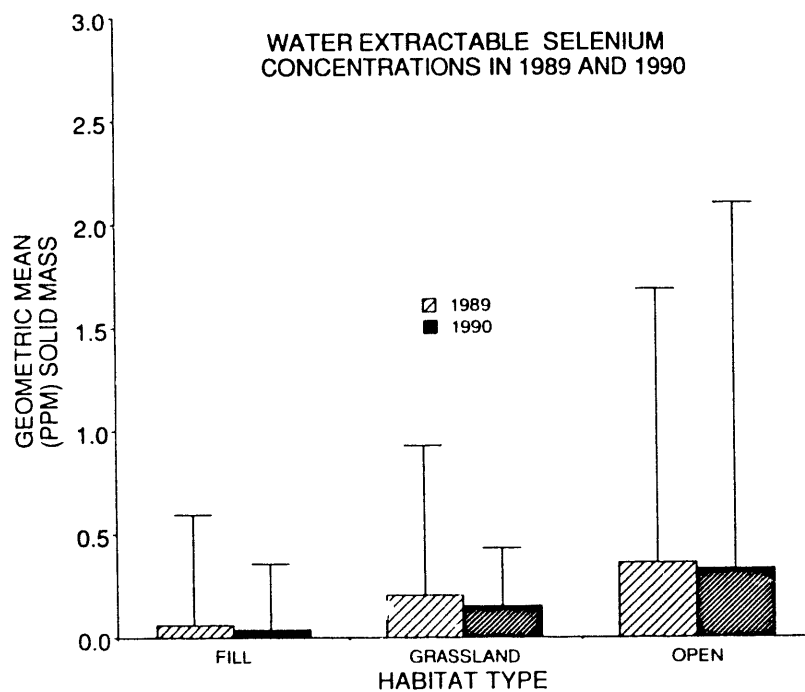 WATER EXTRACTABLE SELENIUM
CONCENTRATIONS IN 1989 AND 1990
GEOMETRIC MEAN
(PPM) SOLID MASS
3.0
2.5
2.0
1.5
1.0
0.5
0.0
1989
1990
FILL
GRASSLAND
OPEN
HABITAT TYPE